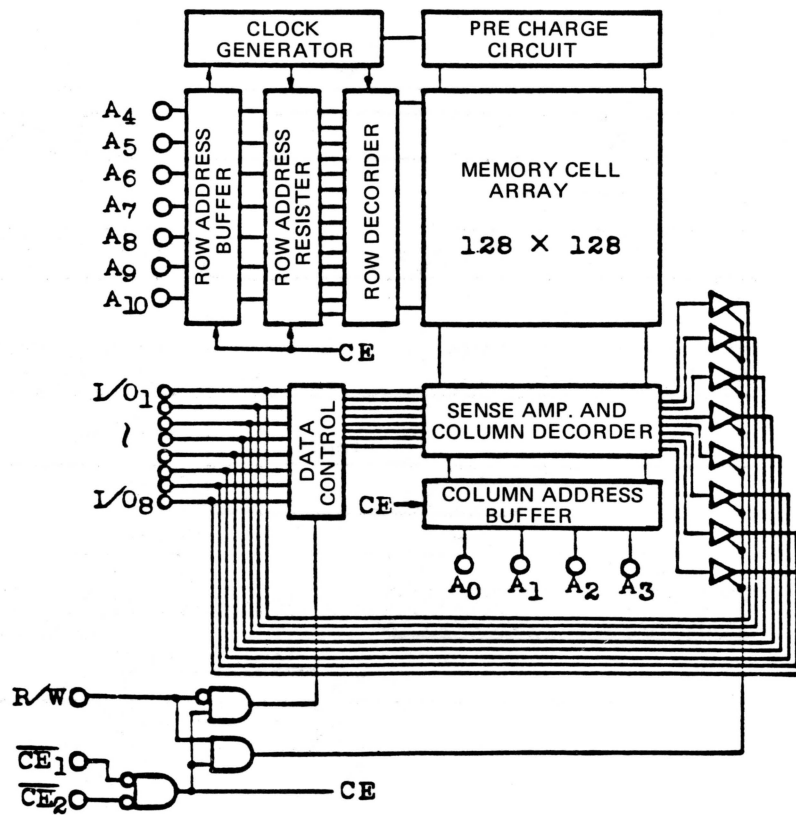 CLOCK
GENERATOR
PRE CHARGE
CIRCUIT
A4
A5
A6
A7
A8
A9
A10
ROW ADDRESS
BUFFER
ROW ADDRESS
RESISTER
ROW DECORDER
MEMORY CELL
ARRAY
128 × 128
CE
I/O1
~
I/O8
DATA
CONTROL
SENSE AMP. AND
COLUMN DECORDER
CE
COLUMN ADDRESS
BUFFER
A0
A1
A2
A3
R/W
CE1
CE2
CE